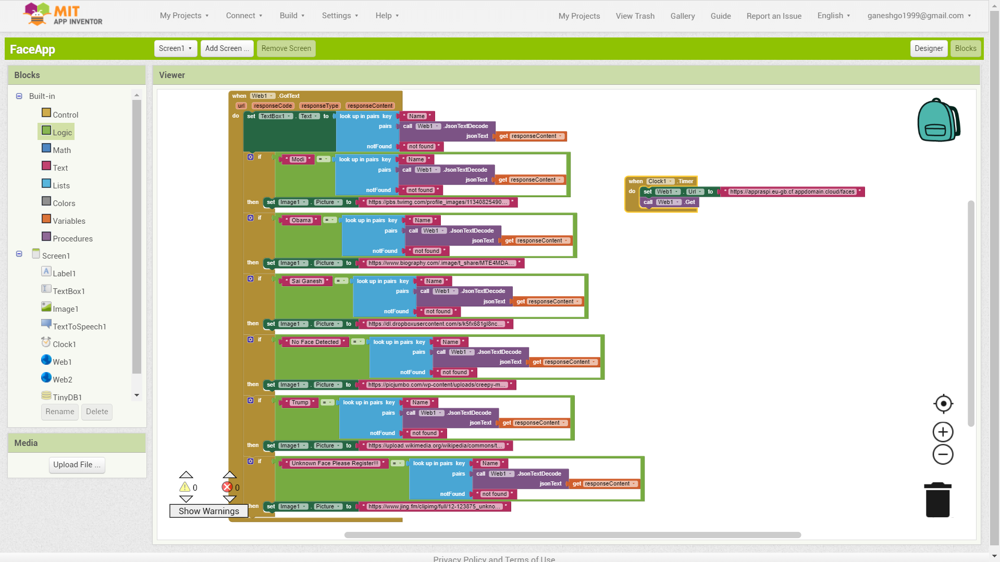 MIT
APP INVENTOR
My Projects Connect Build Settings Help My Projects View Trash Gallery Guide Report an Issue English ganeshgo1999@gmail.com
FaceApp Screen1 Add Screen ... Remove Screen Designer Blocks
Blocks
Built-in
Control
Logic
Math
Text
Lists
Colors
Variables
Procedures
Screen1
Label1
TextBox1
Image1
TextToSpeech1
Clock1
Web1
Web2
TinyDB1
Rename Delete
Media
Upload File ...
Viewer
when Web1 .GotText
url responseCode responseType responseContent
do set TextBox1 . Text to look up in pairs key " Name "
pairs call Web1 .JsonTextDecode
jsonText get responseContent
notFound " not found "
if " Modi " = look up in pairs key " Name "
pairs call Web1 .JsonTextDecode
jsonText get responseContent
notFound " not found "
then set Image1 . Picture to " https://pbs.twimg.com/profile_images/11340825490... "
if " Obama " = look up in pairs key " Name "
pairs call Web1 .JsonTextDecode
jsonText get responseContent
notFound " not found "
then set Image1 . Picture to " https://www.biography.com/.image/t_share/MTE4MDA... "
if " Sai Ganesh " = look up in pairs key " Name "
pairs call Web1 .JsonTextDecode
jsonText get responseContent
notFound " not found "
then set Image1 . Picture to " https://dl.dropboxusercontent.com/s/k5fx681gl8nc... "
if " No Face Detected " = look up in pairs key " Name "
pairs call Web1 .JsonTextDecode
jsonText get responseContent
notFound " not found "
then set Image1 . Picture to " https://picjumbo.com/wp-content/uploads/creepy-m... "
if " Trump " = look up in pairs key " Name "
pairs call Web1 .JsonTextDecode
jsonText get responseContent
notFound " not found "
then set Image1 . Picture to " https://upload.wikimedia.org/wikipedia/commons/t... "
if " Unknown Face Please Register!!! " = look up in pairs key " Name "
pairs call Web1 .JsonTextDecode
jsonText get responseContent
notFound " not found "
hen set Image1 . Picture to " https://www.jing.fm/clipimg/full/12-123875_unkno... "
when Clock1 .Timer
do set Web1 . Url to " https://appraspi.eu-gb.cf.appdomain.cloud/faces "
call Web1 .Get
0 0
Show Warnings
Privacy Policy and Terms of Use